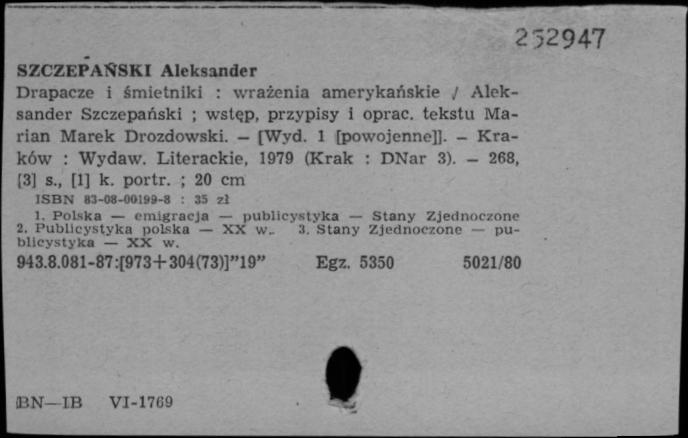 252947
SZCZEPAŃSKI Aleksander
Drapacze i śmietniki : wrażenia amerykańskie / Alek-
sander Szczepański ; wstęp, przypisy i oprac. tekstu Ma-
rian Marek Drozdowski. — [Wyd. 1 [powojenne]]. — Kra-
ków : Wydaw. Literackie, 1979 (Krak : DNar 3). — 268,
[3] s., [1] k. portr. ; 20 cm
ISBN 83-08-00199-8 : 35 zł
1. Polska — emigracja — publicystyka — Stany Zjednoczone
2. Publicystyka polska — XX w.. 3. Stany Zjednoczone — pu-
blicystyka — XX w.
943.8.081-87:[973+304(73)]”19” Egz. 5350 5021/80
BN—IB VI-1769